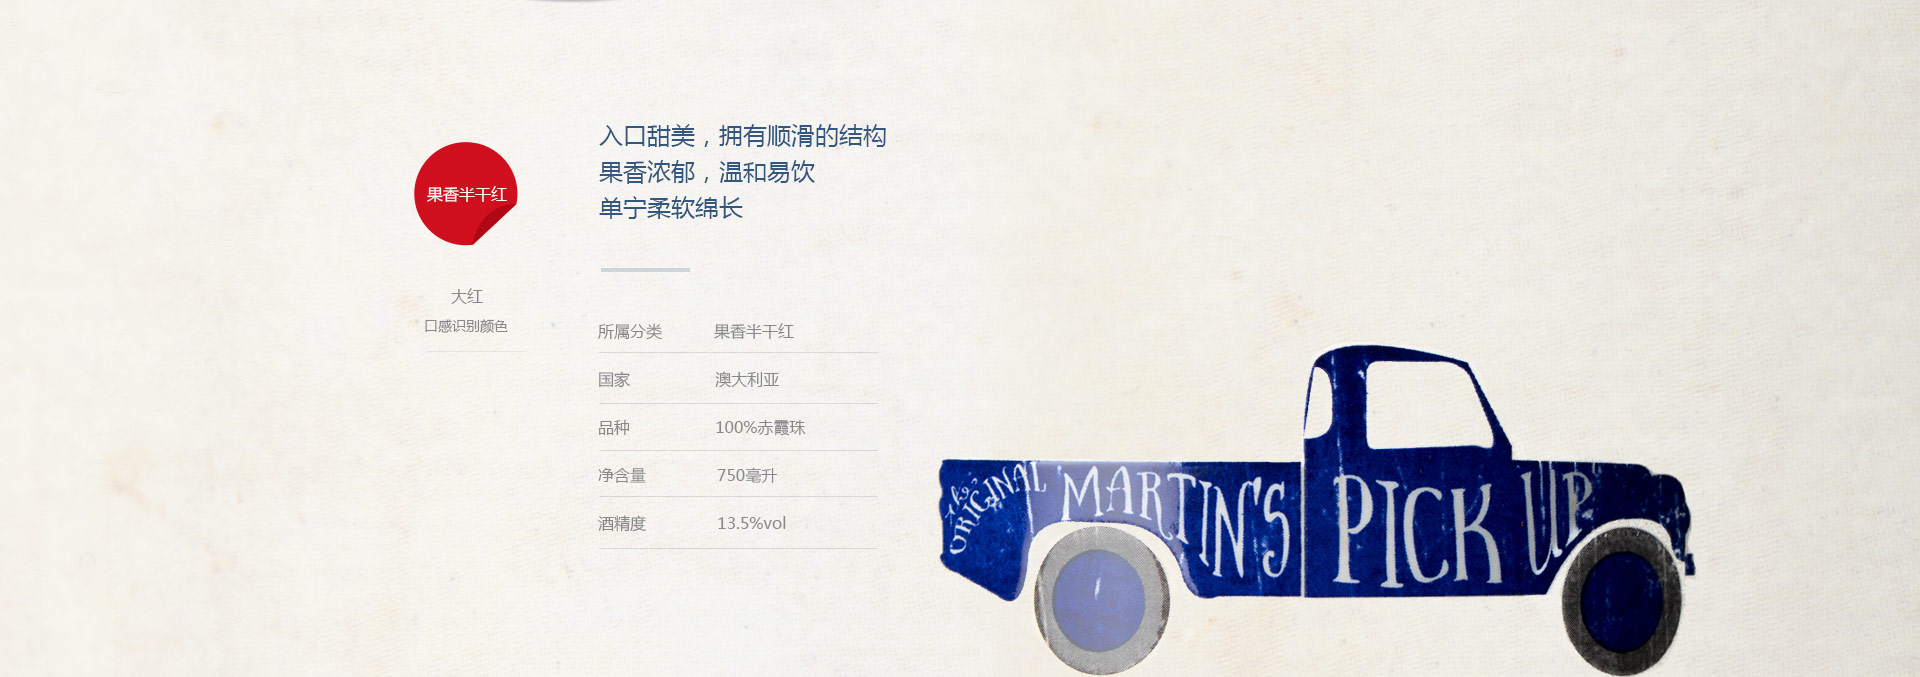 果香半干红
大红
口感识别颜色
入口甜美，拥有顺滑的结构
果香浓郁，温和易饮
单宁柔软绵长
所属分类 果香半干红
国家 澳大利亚
品种 100%赤霞珠
净含量 750毫升
酒精度 13.5%vol
The ORIGINAL MARTIN'S PICK UP